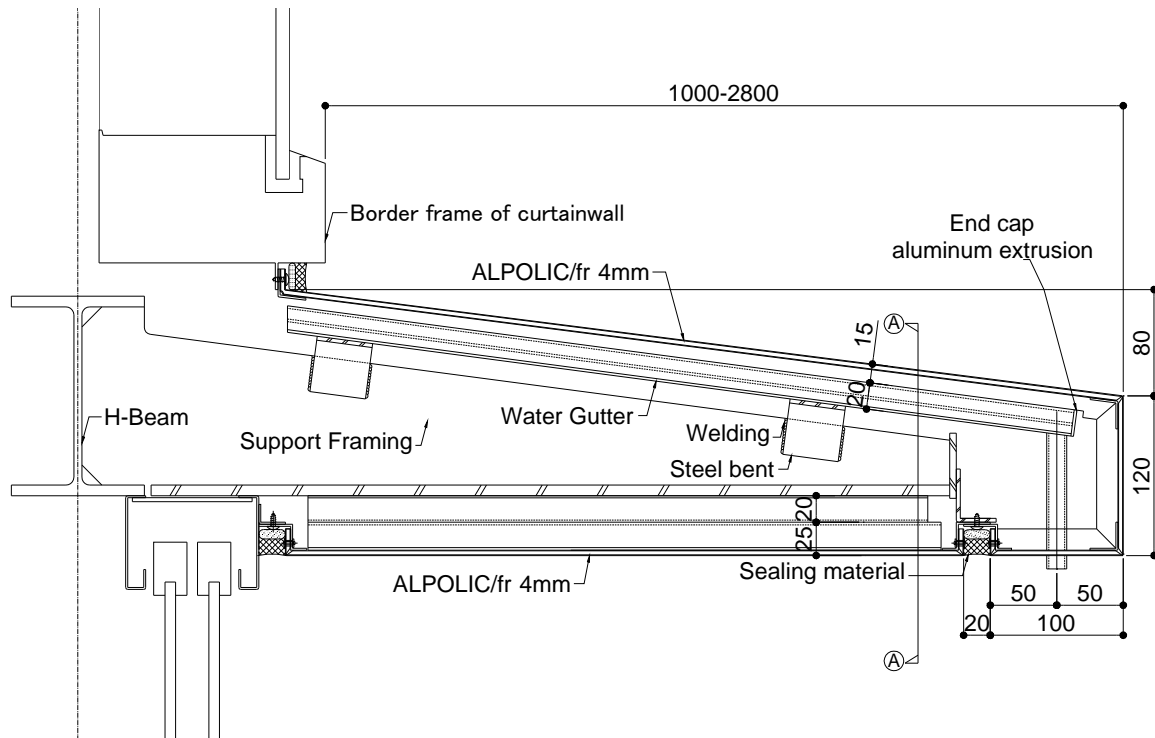 1000-2800
Border frame of curtainwall
End cap
aluminum extrusion
ALPOLIC/fr 4mm
A
15
80
20
H-Beam
Water Gutter
Support Framing
Welding
Steel bent
120
20
25
ALPOLIC/fr 4mm
Sealing material
50
50
20
100
A